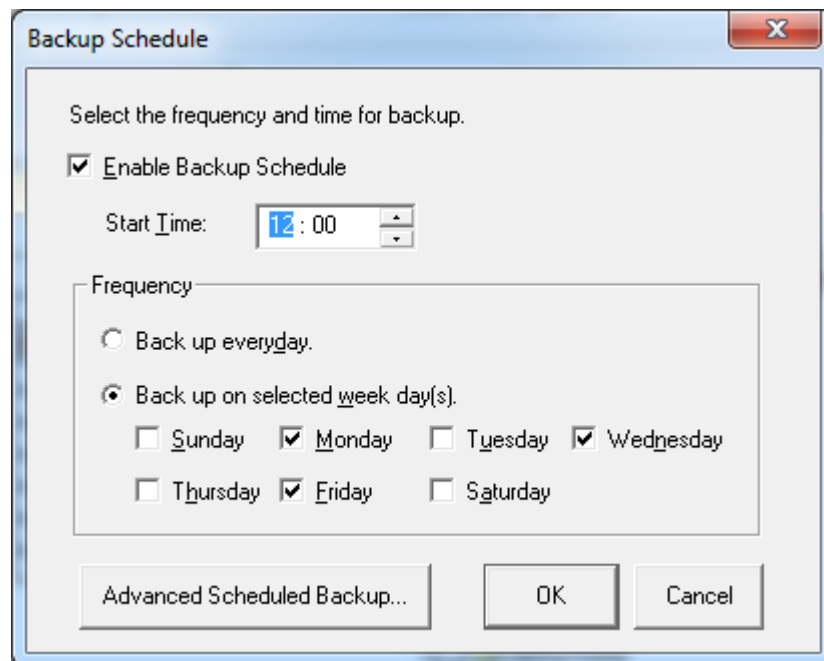 Backup Schedule
Select the frequency and time for backup.
Enable Backup Schedule
Start Time: 12 : 00
Frequency
Back up everyday.
Back up on selected week day(s).
Sunday Monday Tuesday Wednesday
Thursday Friday Saturday
Advanced Scheduled Backup... OK Cancel